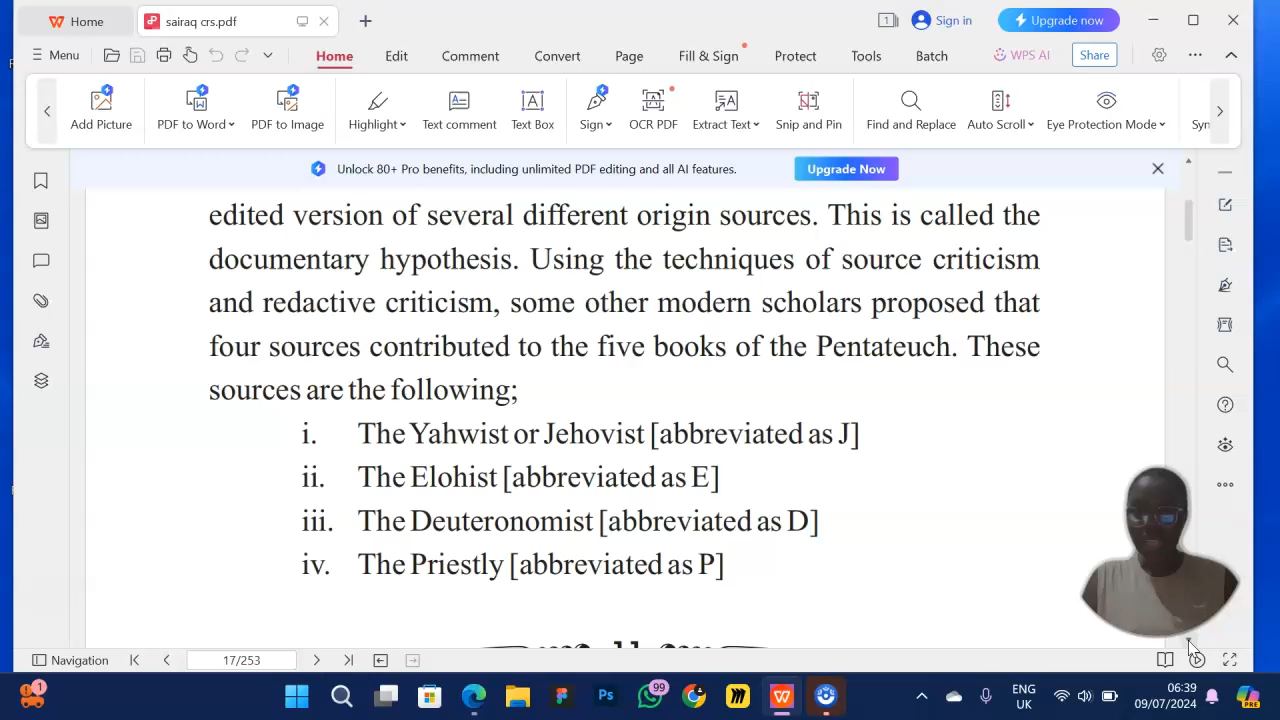 Home
sairaq crs.pdf
1
Sign in
Upgrade now
Menu
Home
Edit
Comment
Convert
Page
Fill & Sign
Protect
Tools
Batch
WPS AI
Share
Add Picture
PDF to Word
PDF to Image
Highlight
Text comment
Text Box
Sign
OCR PDF
Extract Text
Snip and Pin
Find and Replace
Auto Scroll
Eye Protection Mode
Unlock 80+ Pro benefits, including unlimited PDF editing and all AI features.
Upgrade Now
edited version of several different origin sources. This is called the
documentary hypothesis. Using the techniques of source criticism
and redactive criticism, some other modern scholars proposed that
four sources contributed to the five books of the Pentateuch. These
sources are the following;
i. The Yahwist or Jehovist [abbreviated as J]
ii. The Elohist [abbreviated as E]
iii. The Deuteronomist [abbreviated as D]
iv. The Priestly [abbreviated as P]
Navigation
17/253
1
Ps
99
ENG
UK
06:39
09/07/2024
PRE